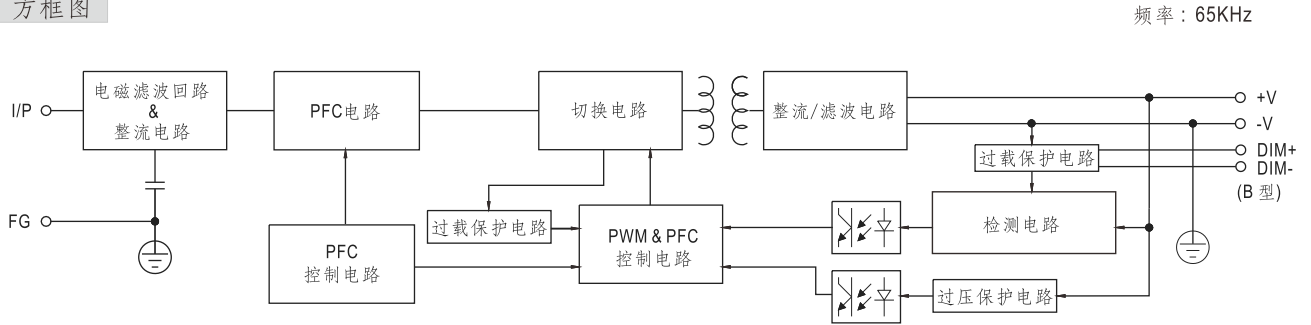 方框图
频率：65KHz
I/P
电磁滤波回路
&
整流电路
PFC电路
切换电路
整流/滤波电路
+V
-V
过载保护电路
DIM+
DIM-
(B 型)
FG
过载保护电路
PWM & PFC
控制电路
检测电路
PFC
控制电路
过压保护电路